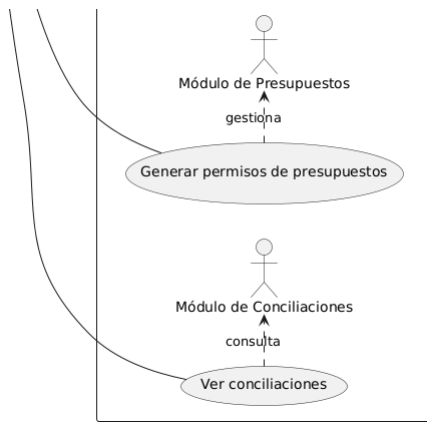 Módulo de Presupuestos
gestiona
Generar permisos de presupuestos
Módulo de Conciliaciones
consulta
Ver conciliaciones